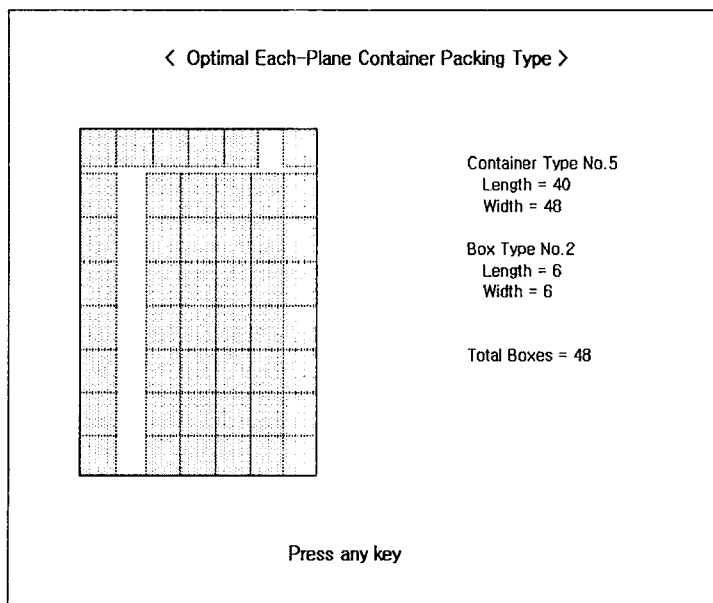 < Optimal Each-Plane Container Packing Type >
Container Type No.5
Length = 40
Width = 48
Box Type No.2
Length = 6
Width = 6
Total Boxes = 48
Press any key